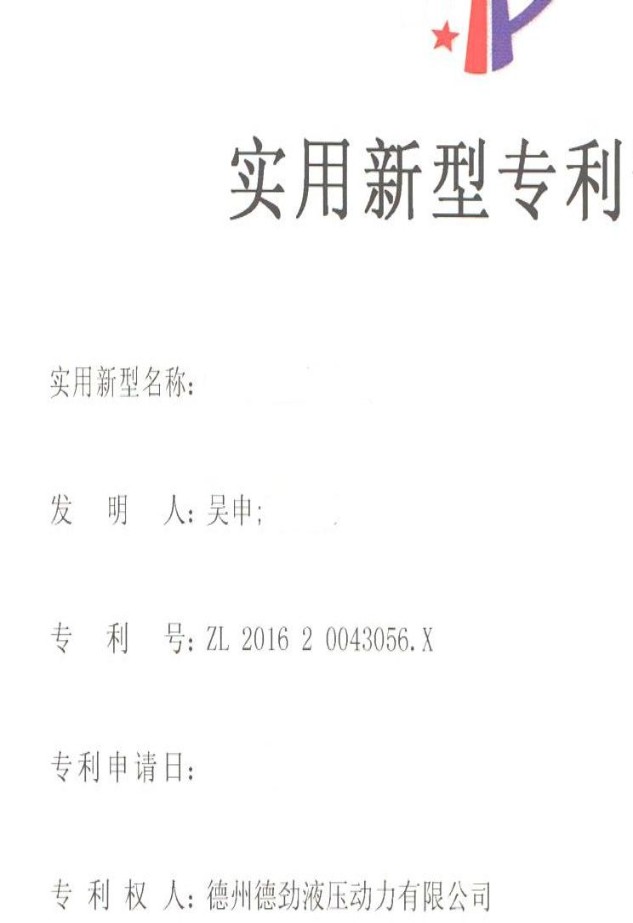 实用新型专利
实用新型名称:
发 明 人: 吴申;
专 利 号: ZL 2016 2 0043056.X
专利申请日:
专 利 权 人: 德州德劲液压动力有限公司